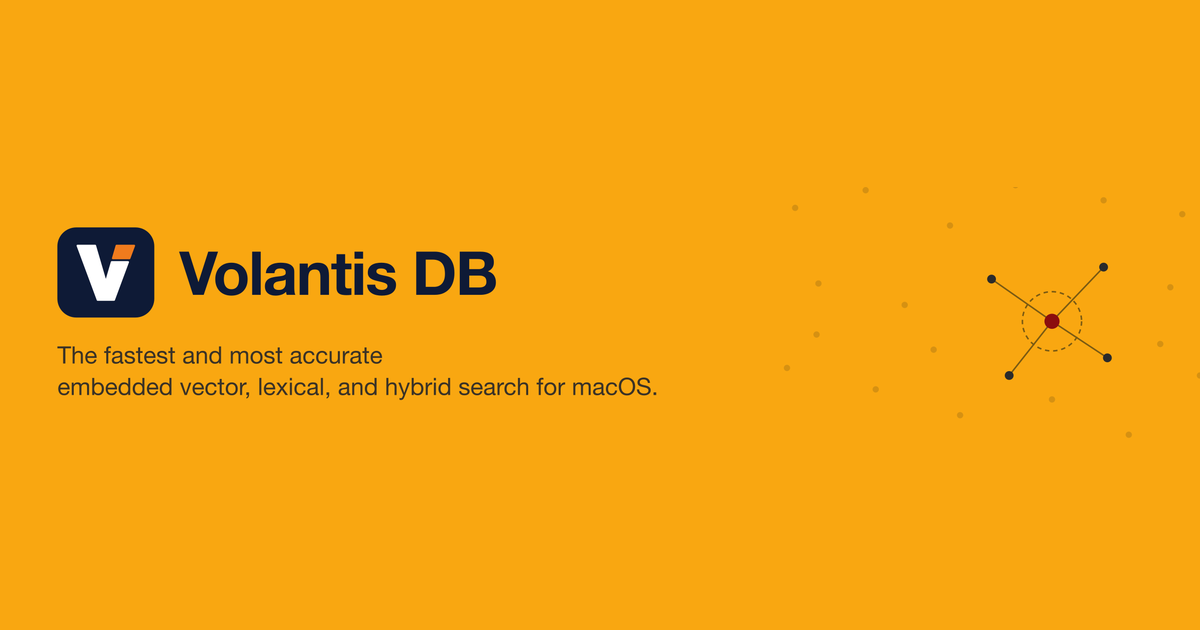 Volantis DB
The fastest and most accurate
embedded vector, lexical, and hybrid search for macOS.